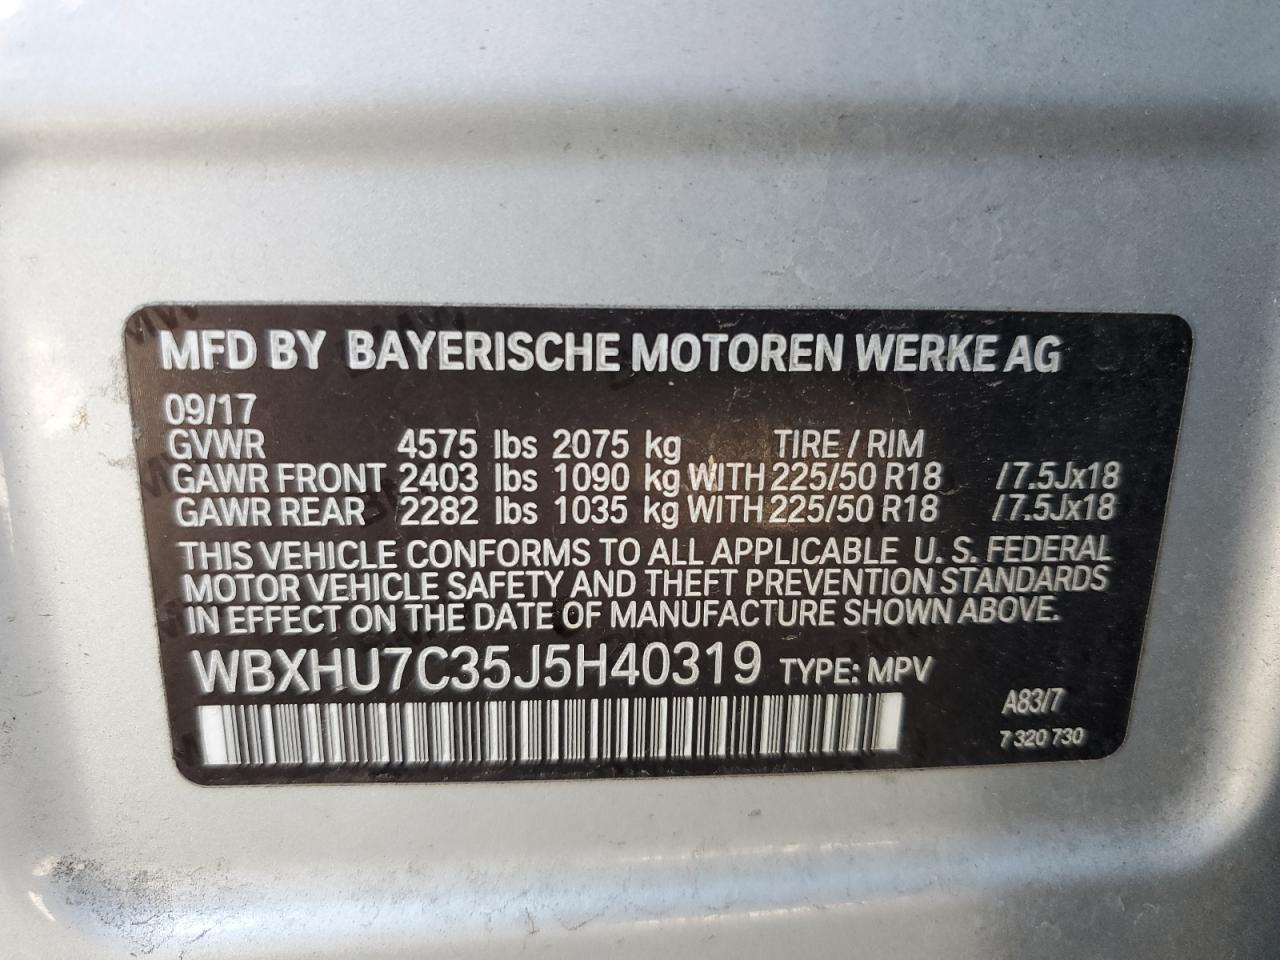 MFD BY BAYERISCHE MOTOREN WERKE AG
09/17
GVWR 4575 lbs 2075 kg TIRE / RIM
GAWR FRONT 2403 lbs 1090 kg WITH 225/50 R18 /7.5Jx18
GAWR REAR 2282 lbs 1035 kg WITH 225/50 R18 /7.5Jx18
THIS VEHICLE CONFORMS TO ALL APPLICABLE U. S. FEDERAL
MOTOR VEHICLE SAFETY AND THEFT PREVENTION STANDARDS
IN EFFECT ON THE DATE OF MANUFACTURE SHOWN ABOVE.
WBXHU7C35J5H40319 TYPE: MPV
A83/7
7 320 730